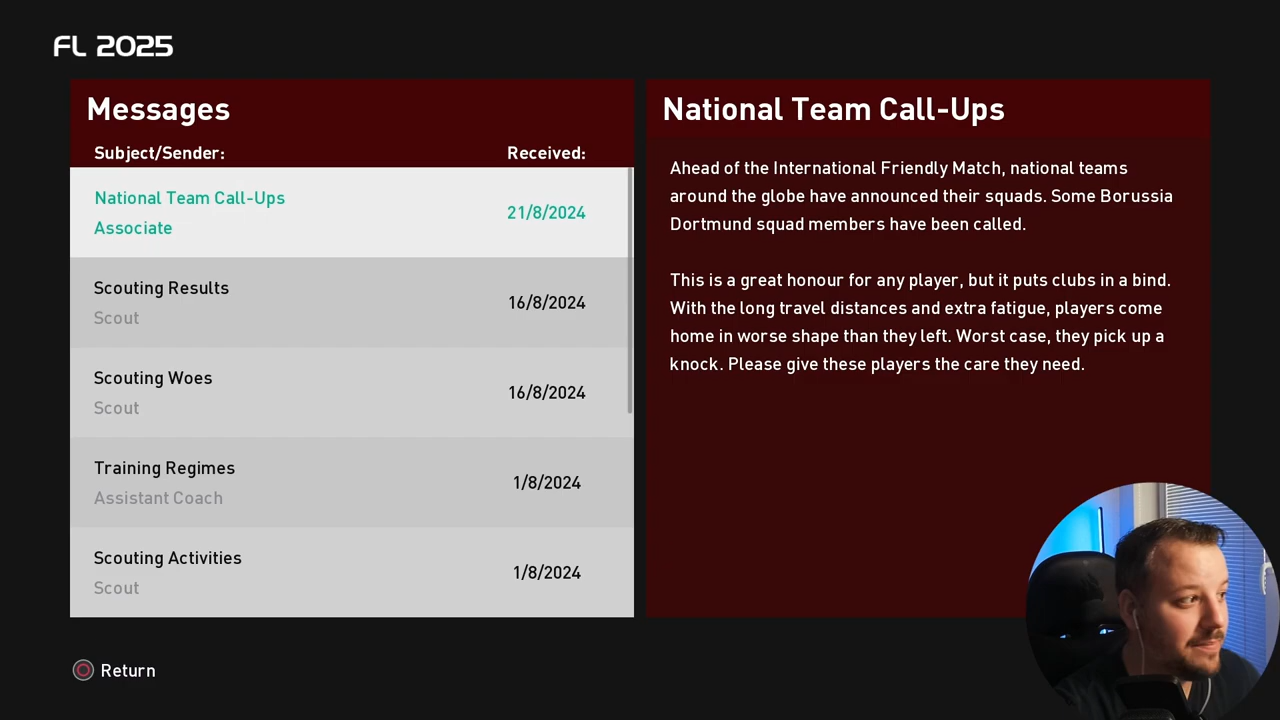 FL 2025
Messages
Subject/Sender:
Received:
National Team Call-Ups
Associate
21/8/2024
Scouting Results
Scout
16/8/2024
Scouting Woes
Scout
16/8/2024
Training Regimes
Assistant Coach
1/8/2024
Scouting Activities
Scout
1/8/2024
National Team Call-Ups
Ahead of the International Friendly Match, national teams
around the globe have announced their squads. Some Borussia
Dortmund squad members have been called.
This is a great honour for any player, but it puts clubs in a bind.
With the long travel distances and extra fatigue, players come
home in worse shape than they left. Worst case, they pick up a
knock. Please give these players the care they need.
Return